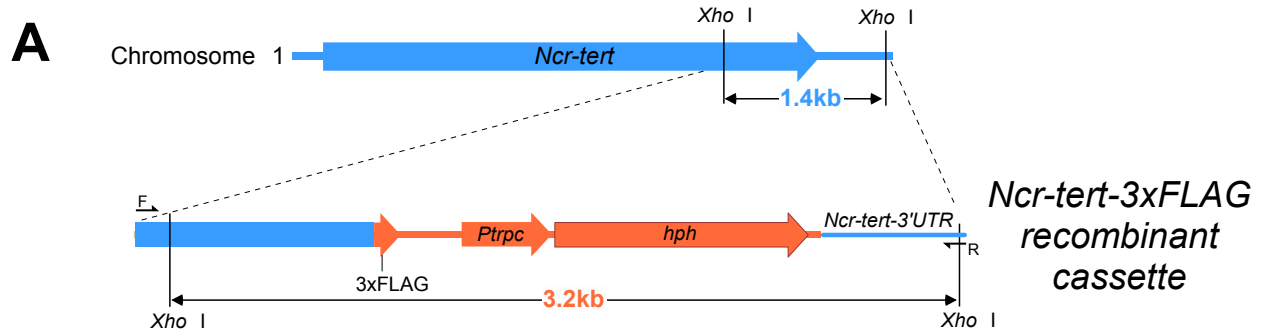 A
Xho I
Xho I
Chromosome 1
Ncr-tert
1.4kb
F
Ptrpc
hph
Ncr-tert-3'UTR
R
3xFLAG
3.2kb
Xho I
Xho I
Ncr-tert-3xFLAG
recombinant
cassette